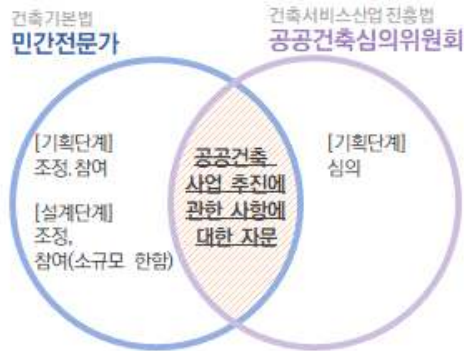 건축기본법
민간전문가
건축서비스산업 진흥법
공공건축심의위원회
[기획단계]
조정, 참여
[설계단계]
조정,
참여(소규모 한함)
공공건축
사업 추진에
관한 사항에
대한 자문
[기획단계]
심의